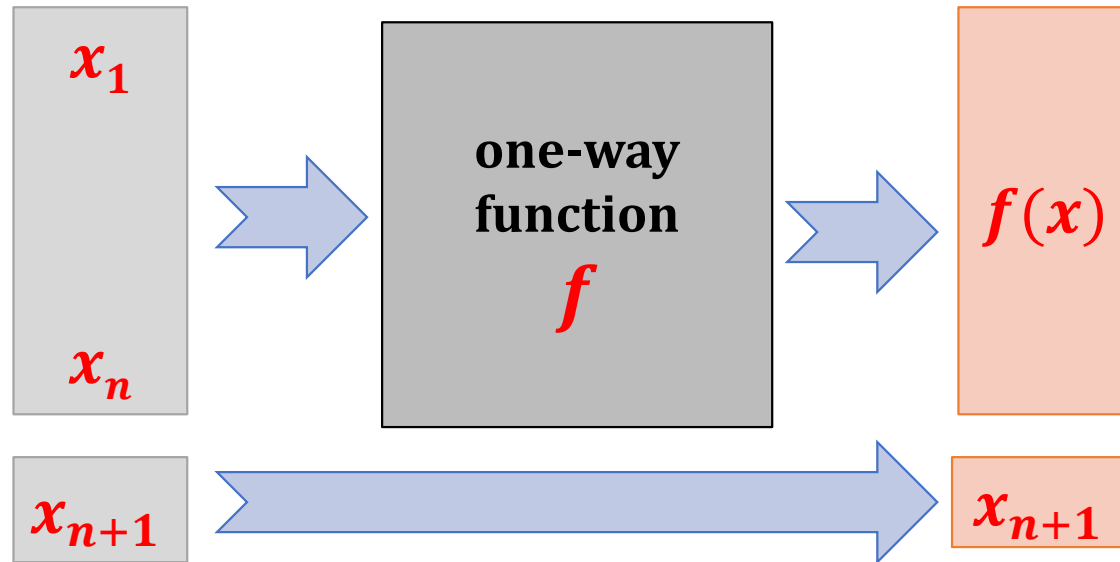 x₁
xₙ
xₙ₊₁
one-way
function
f
f(x)
xₙ₊₁